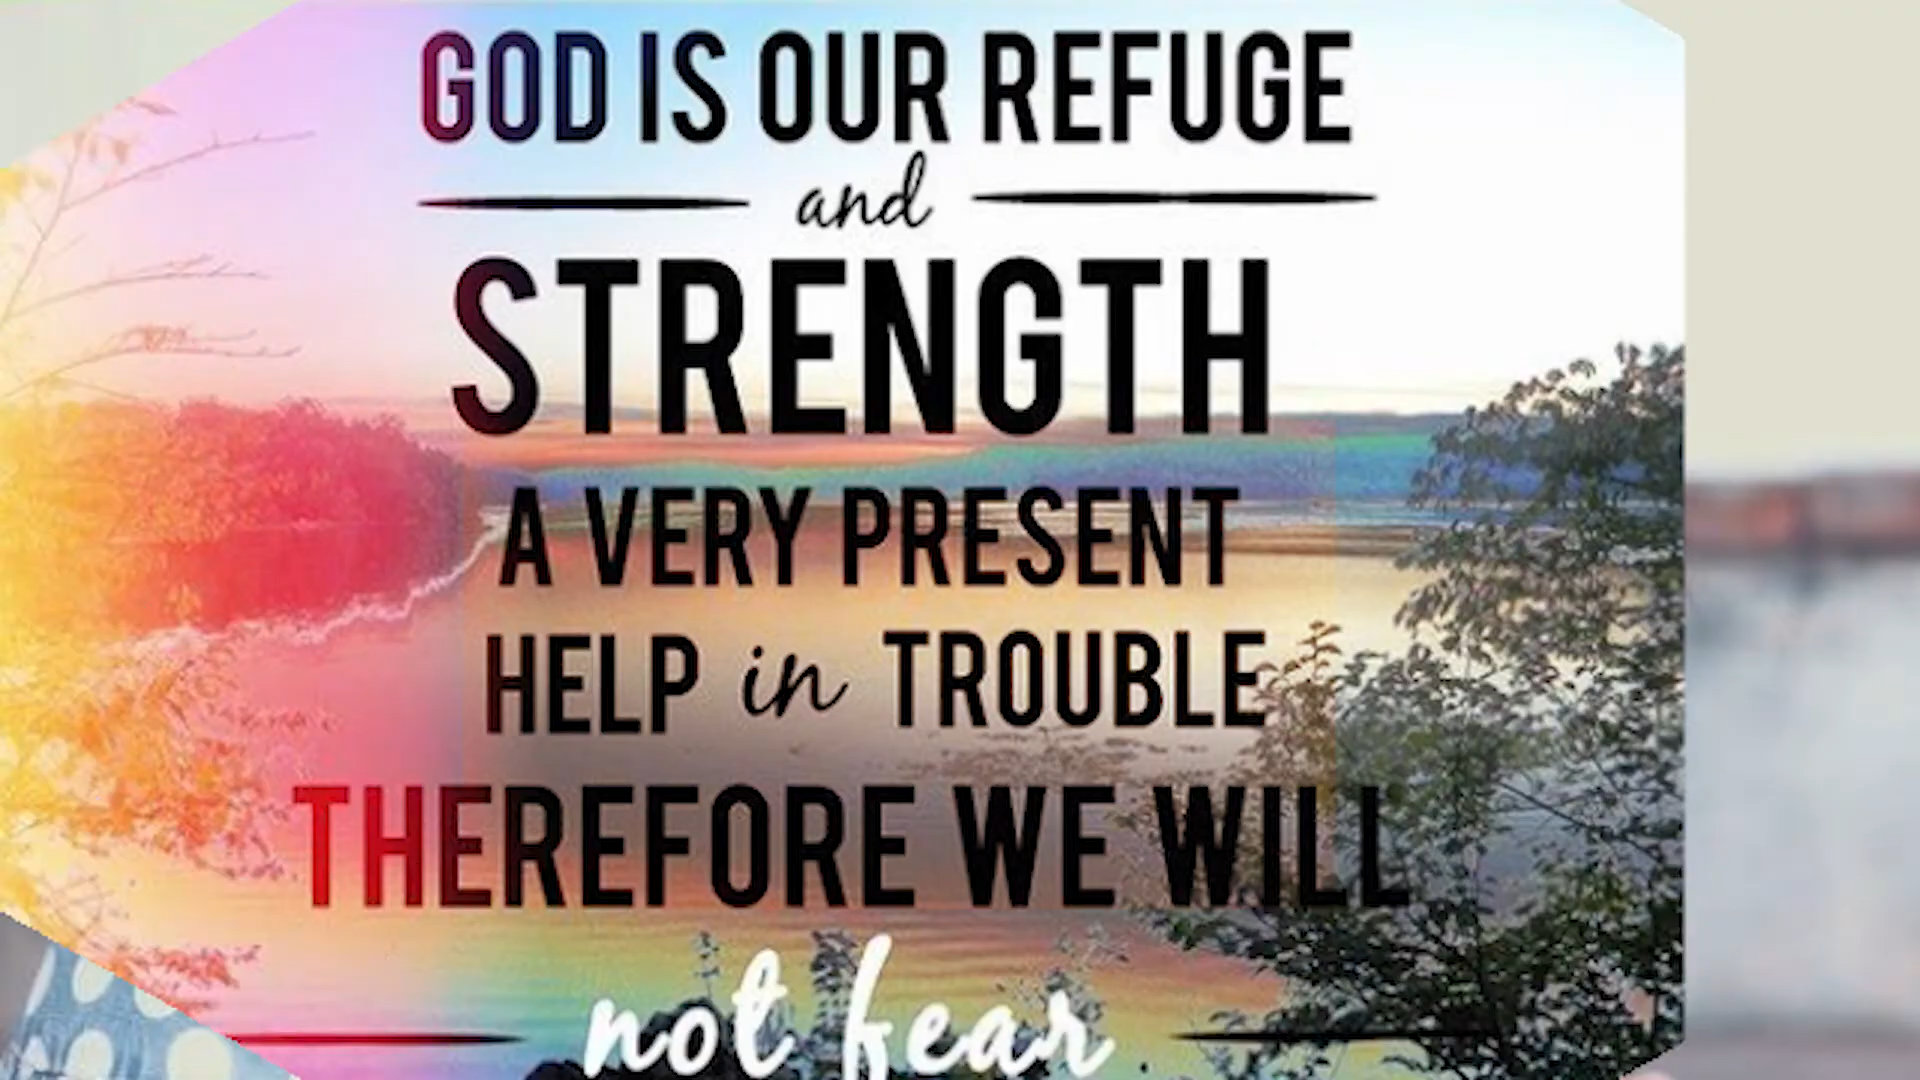 GOD IS OUR REFUGE
and
STRENGTH
A VERY PRESENT
HELP in TROUBLE
THEREFORE WE WILL
not fear